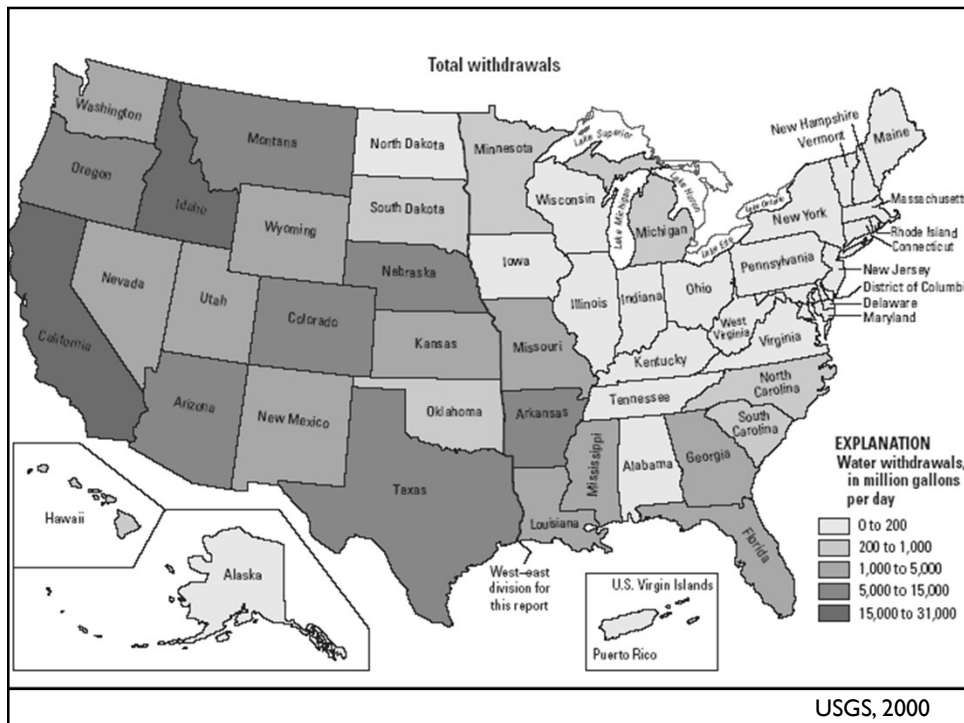 Total withdrawals
Washington
Oregon
California
Idaho
Nevada
Montana
Wyoming
Utah
Arizona
Colorado
New Mexico
North Dakota
South Dakota
Nebraska
Kansas
Oklahoma
Texas
Minnesota
Iowa
Missouri
Arkansas
Louisiana
Wisconsin
Lake Superior
Lake Michigan
Lake Huron
Michigan
Lake Erie
Lake Ontario
Illinois
Indiana
Ohio
Kentucky
Tennessee
Mississippi
Alabama
Georgia
Florida
South
Carolina
North
Carolina
Virginia
West
Virginia
Pennsylvania
New York
New Hampshire
Vermont
Maine
Massachusett
Rhode Island
Connecticut
New Jersey
District of Columbi
Delaware
Maryland
Hawaii
Alaska
West–east
division for
this report
U.S. Virgin Islands
Puerto Rico
EXPLANATION
Water withdrawals,
in million gallons
per day
0 to 200
200 to 1,000
1,000 to 5,000
5,000 to 15,000
15,000 to 31,000
USGS, 2000